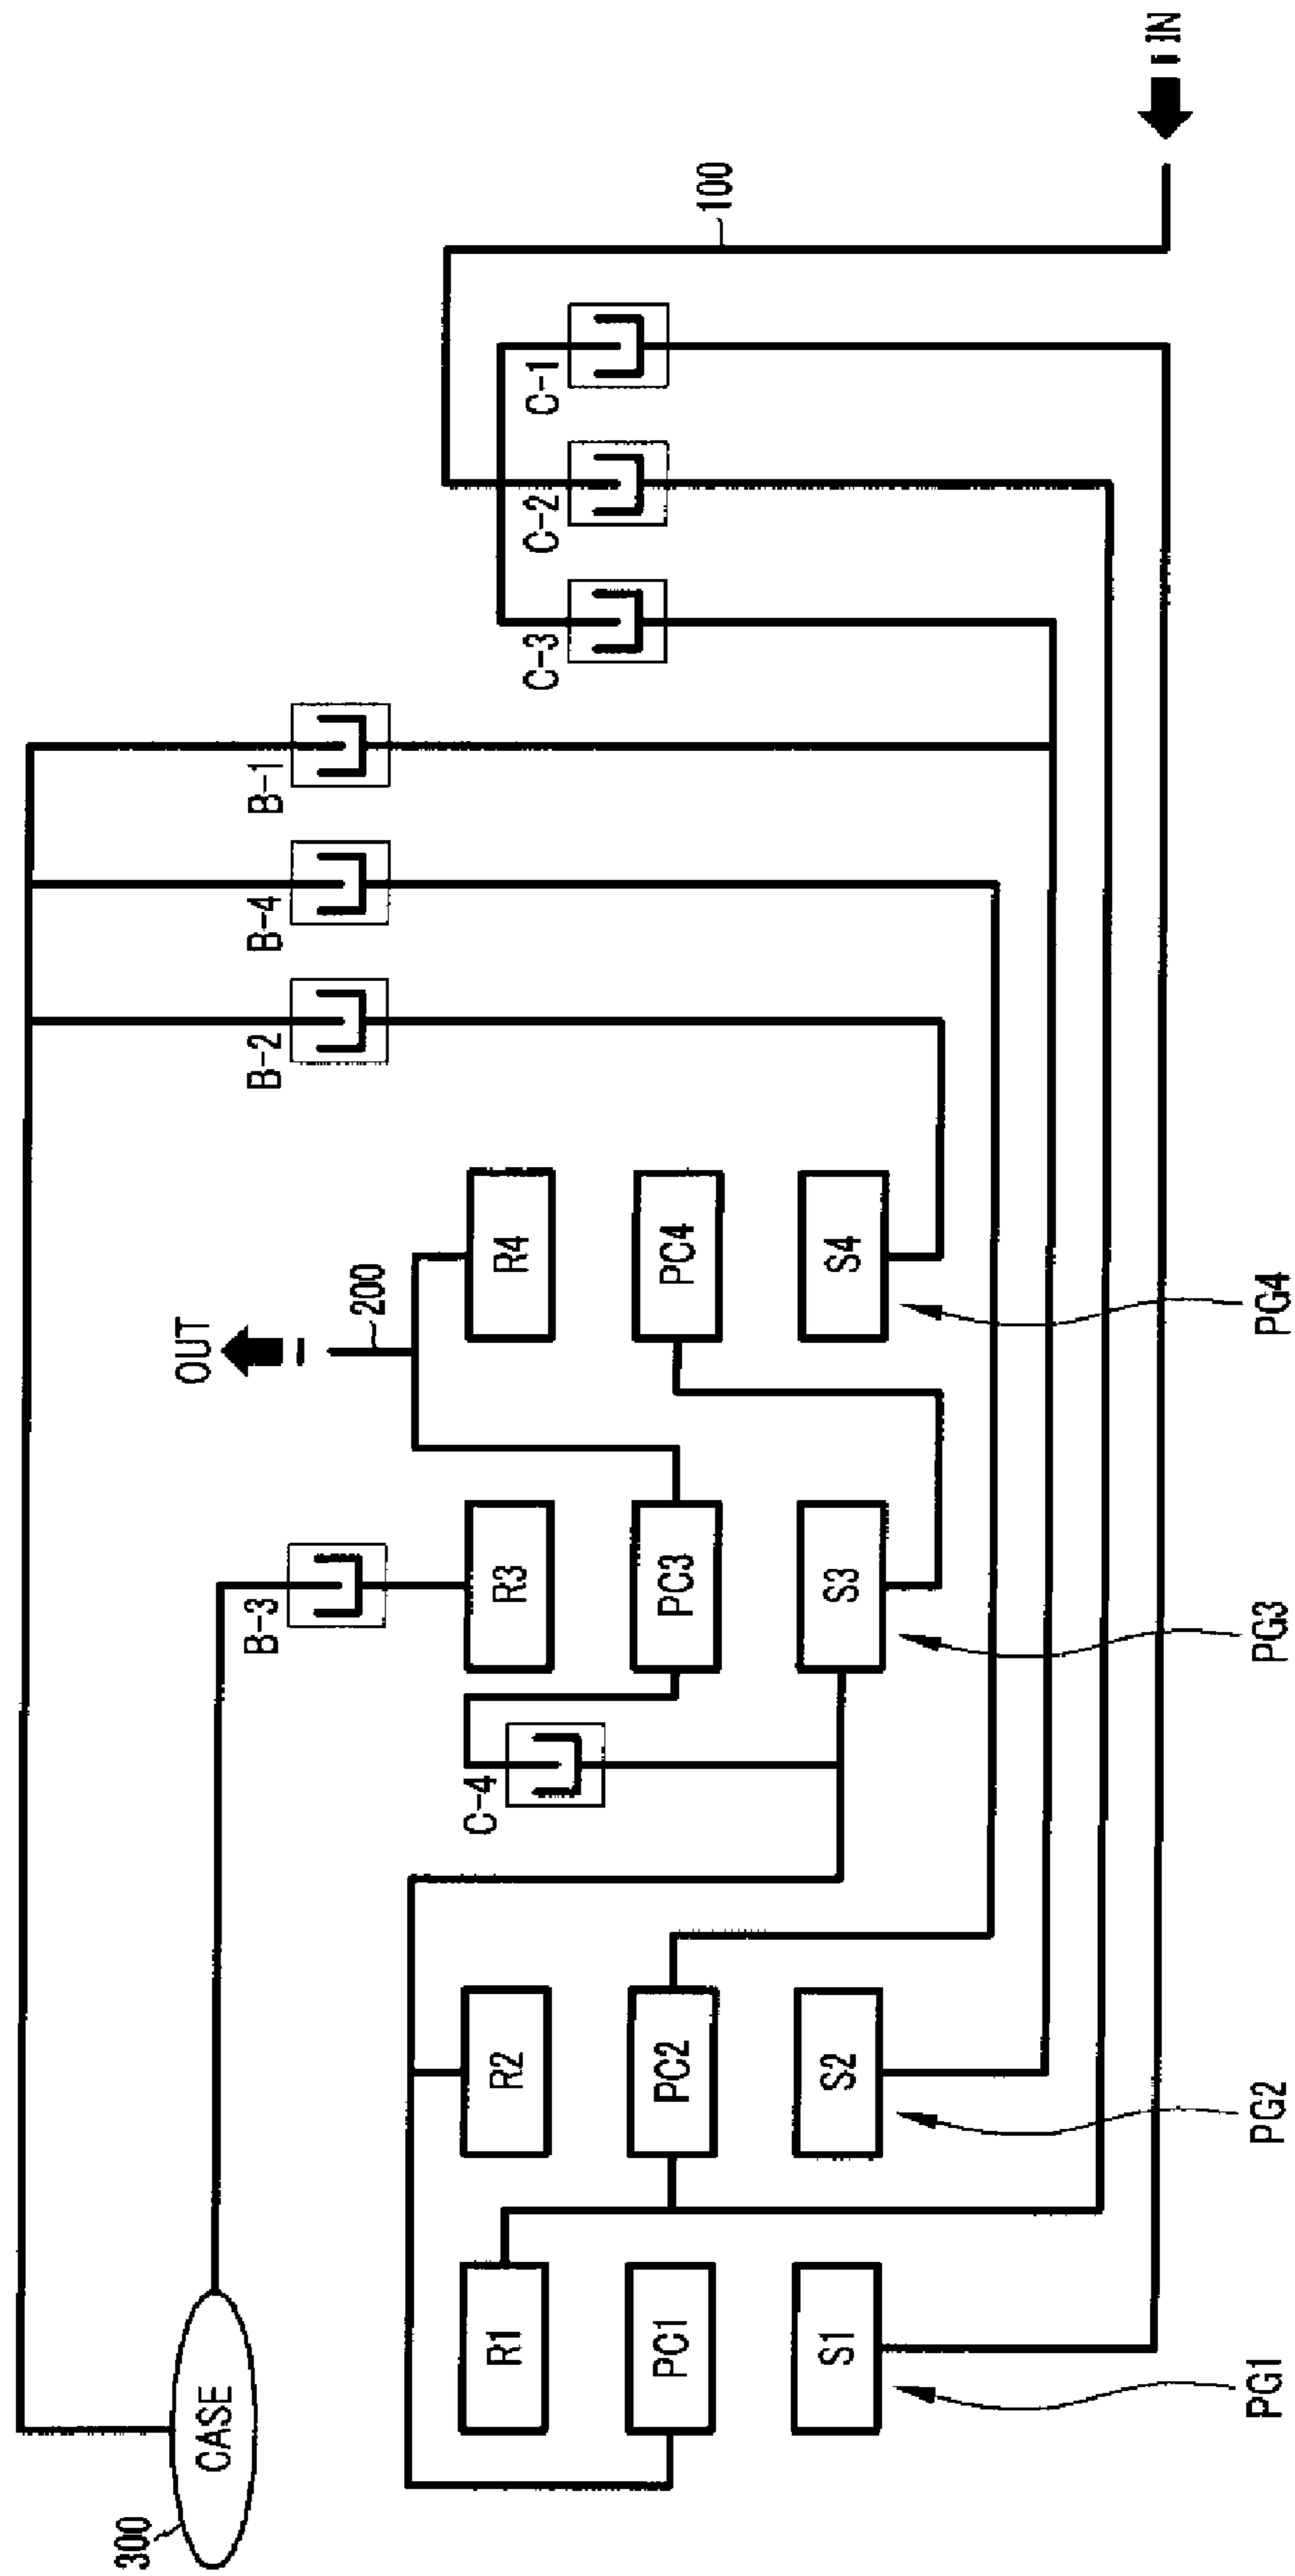 300
CASE
B-3
OUT
200
B-2
B-4
B-1
C-4
C-3
C-2
C-1
100
IN
R1
R2
R3
R4
PC1
PC2
PC3
PC4
S1
S2
S3
S4
PG1
PG2
PG3
PG4